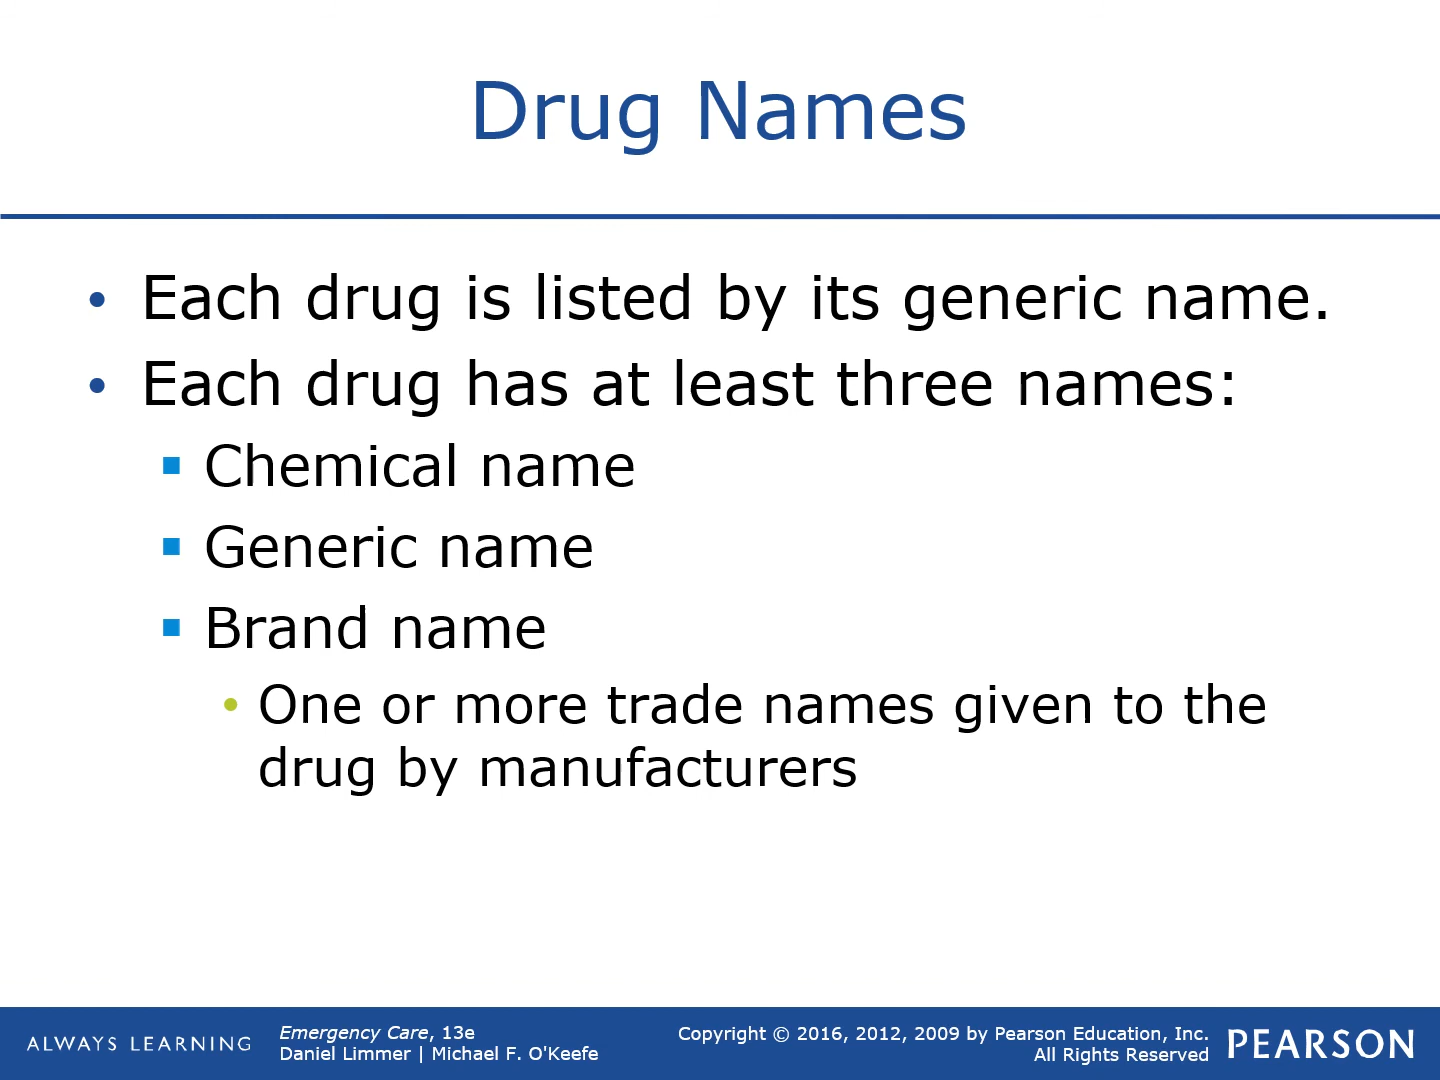 Drug Names
• Each drug is listed by its generic name.
• Each drug has at least three names:
▪ Chemical name
▪ Generic name
▪ Brand name
• One or more trade names given to the
drug by manufacturers
ALWAYS LEARNING
Emergency Care, 13e
Daniel Limmer | Michael F. O'Keefe
Copyright © 2016, 2012, 2009 by Pearson Education, Inc.
All Rights Reserved
PEARSON